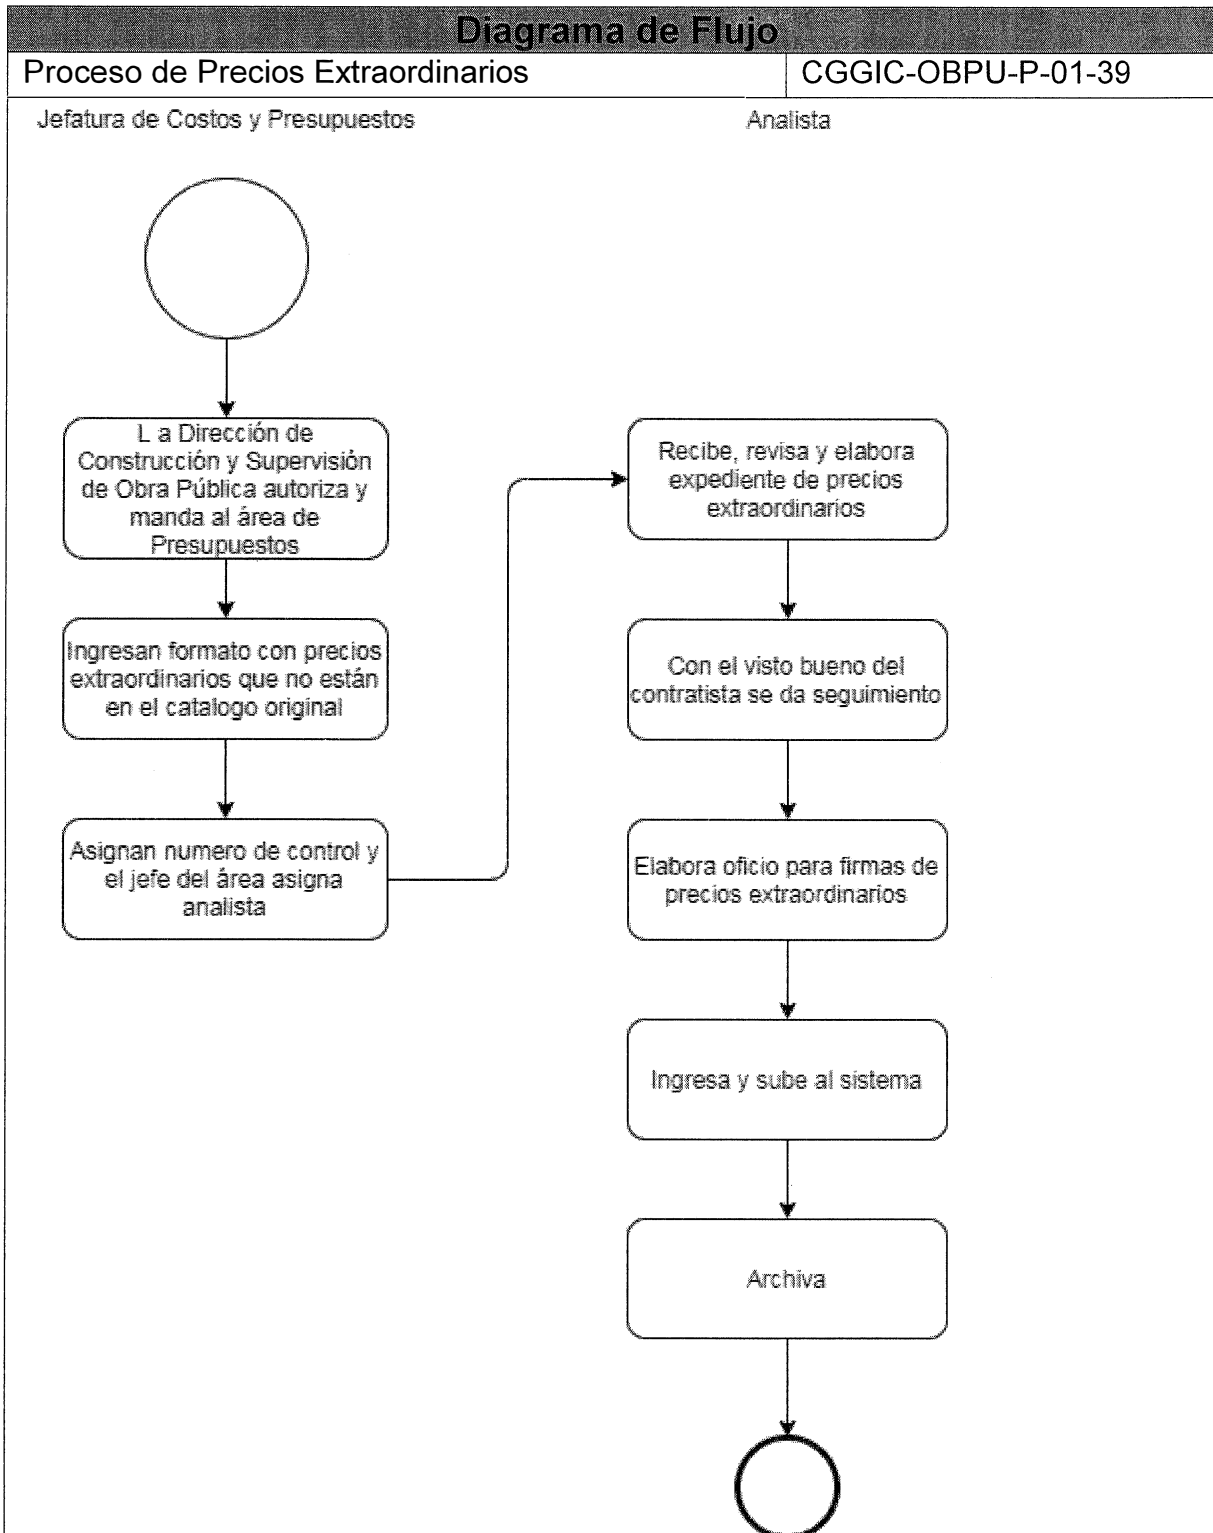 Diagrama de Flujo
Proceso de Precios Extraordinarios
CGGIC-OBPU-P-01-39
Jefatura de Costos y Presupuestos
Analista
L a Dirección de
Construcción y Supervisión
de Obra Pública autoriza y
manda al área de
Presupuestos
Ingresan formato con precios
extraordinarios que no están
en el catalogo original
Asignan numero de control y
el jefe del área asigna
analista
Recibe, revisa y elabora
expediente de precios
extraordinarios
Con el visto bueno del
contratista se da seguimiento
Elabora oficio para firmas de
precios extraordinarios
Ingresa y sube al sistema
Archiva